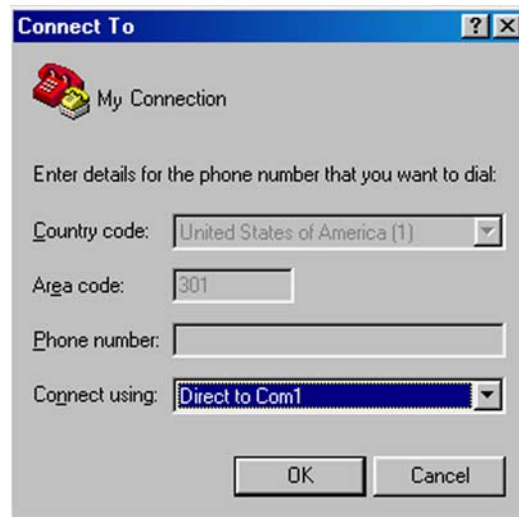 Connect To
My Connection
Enter details for the phone number that you want to dial:
Country code: United States of America (1)
Area code: 301
Phone number:
Connect using: Direct to Com1
OK Cancel